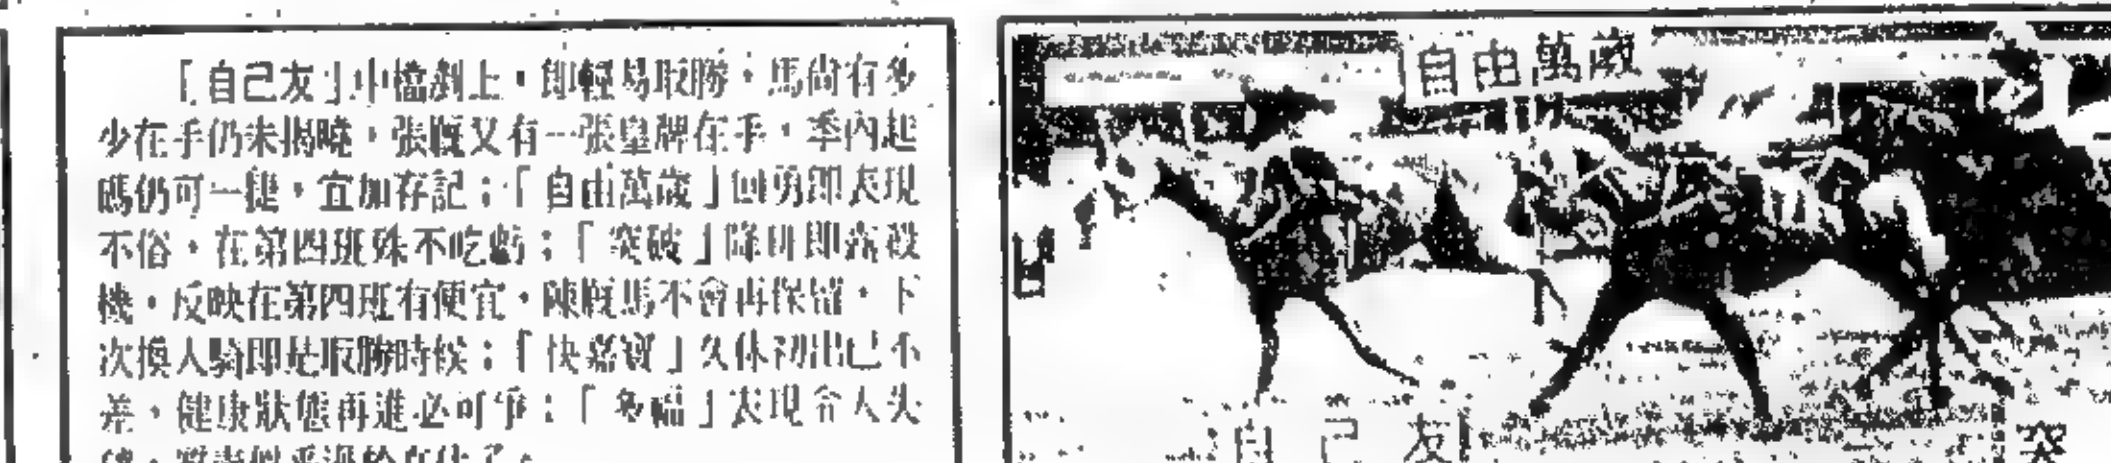 「自己友」中檔剔上，即輕易取勝，馬尚有多
少在手仍未揭曉，張廐又有一張皇牌在手，季內起
碼仍可一捷，宜加存記；「自由萬歲」回勇即表現
不俗，在第四班殊不吃虧；「突破」降班即露殺
機，反映在第四班有便宜，陳廐馬不會再保留，下
次換人騎即是取勝時候；「快嘉寶」久休初出已不
差，健康狀態再進必可爭；「多福」表現令人失
自由萬歲
自己友
突